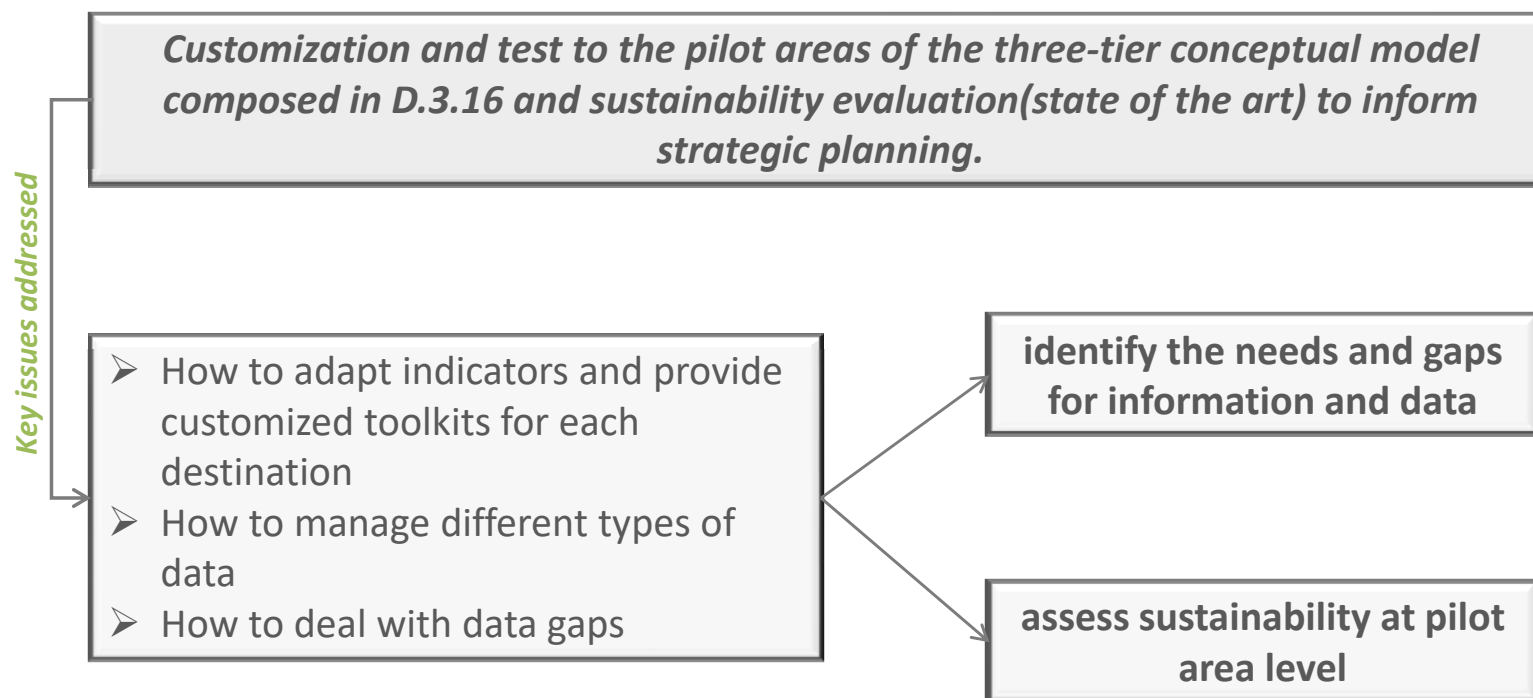 Customization and test to the pilot areas of the three-tier conceptual model
composed in D.3.16 and sustainability evaluation(state of the art) to inform
strategic planning.
Key issues addressed
➢ How to adapt indicators and provide
customized toolkits for each
destination
➢ How to manage different types of
data
➢ How to deal with data gaps
identify the needs and gaps
for information and data
assess sustainability at pilot
area level